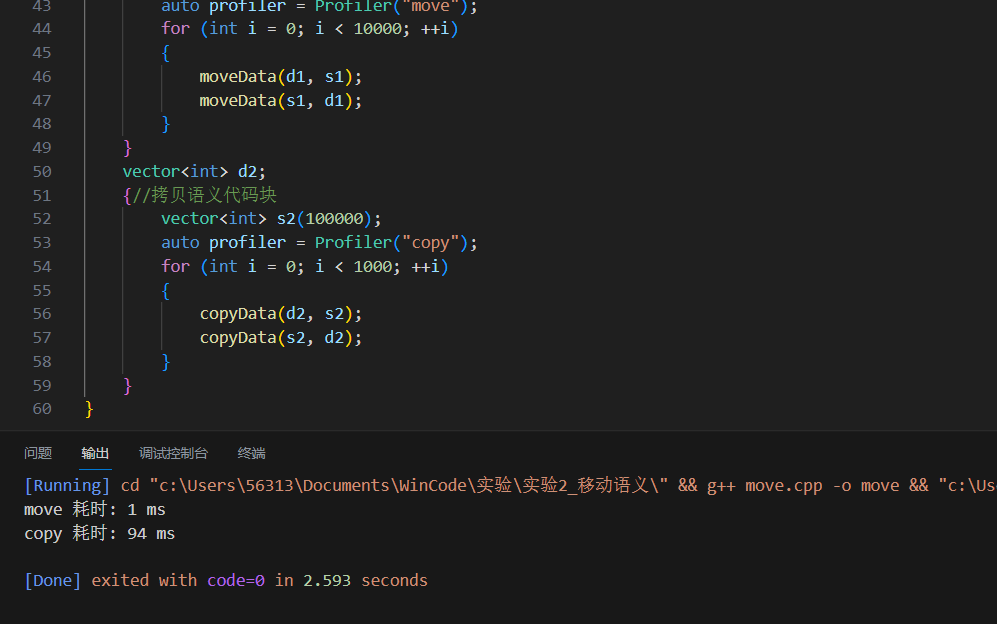 43 auto profiler = Profiler("move");
44 for (int i = 0; i < 10000; ++i)
45 {
46 moveData(d1, s1);
47 moveData(s1, d1);
48 }
49 }
50 vector<int> d2;
51 {//拷贝语义代码块
52 vector<int> s2(100000);
53 auto profiler = Profiler("copy");
54 for (int i = 0; i < 1000; ++i)
55 {
56 copyData(d2, s2);
57 copyData(s2, d2);
58 }
59 }
60 }
问题 输出 调试控制台 终端
[Running] cd "c:\Users\56313\Documents\WinCode\实验\实验2_移动语义\" && g++ move.cpp -o move && "c:\Us
move 耗时: 1 ms
copy 耗时: 94 ms
[Done] exited with code=0 in 2.593 seconds